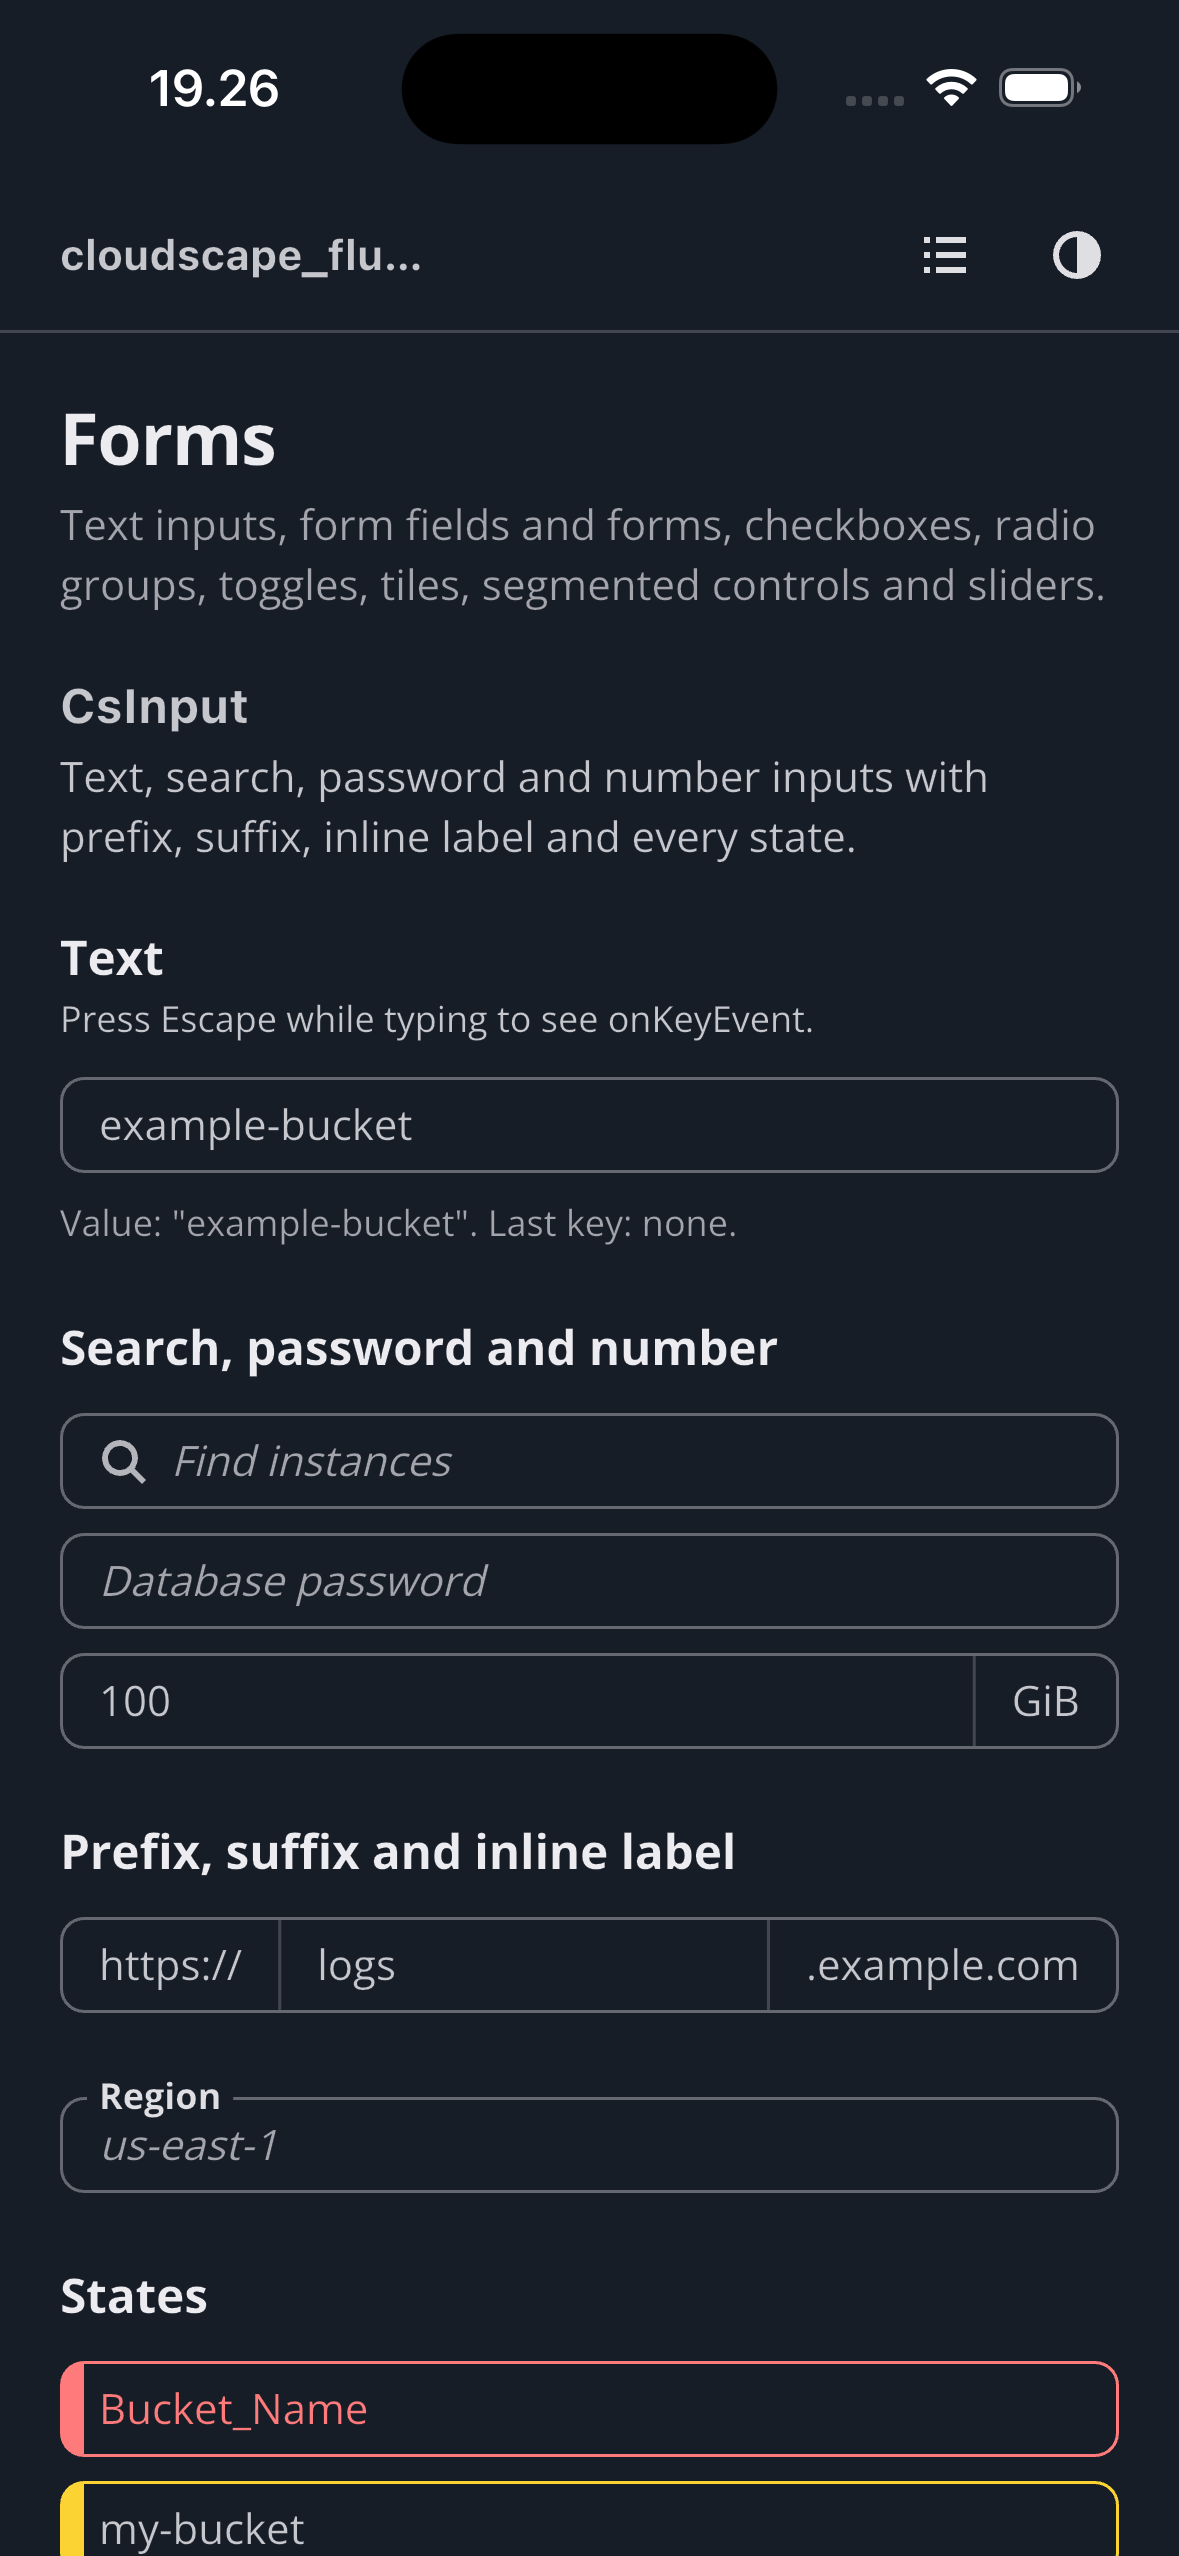 19.26
cloudscape_flu...
Forms
Text inputs, form fields and forms, checkboxes, radio
groups, toggles, tiles, segmented controls and sliders.
CsInput
Text, search, password and number inputs with
prefix, suffix, inline label and every state.
Text
Press Escape while typing to see onKeyEvent.
example-bucket
Value: "example-bucket". Last key: none.
Search, password and number
Find instances
Database password
100 GiB
Prefix, suffix and inline label
https:// logs .example.com
Region
us-east-1
States
Bucket_Name
my-bucket